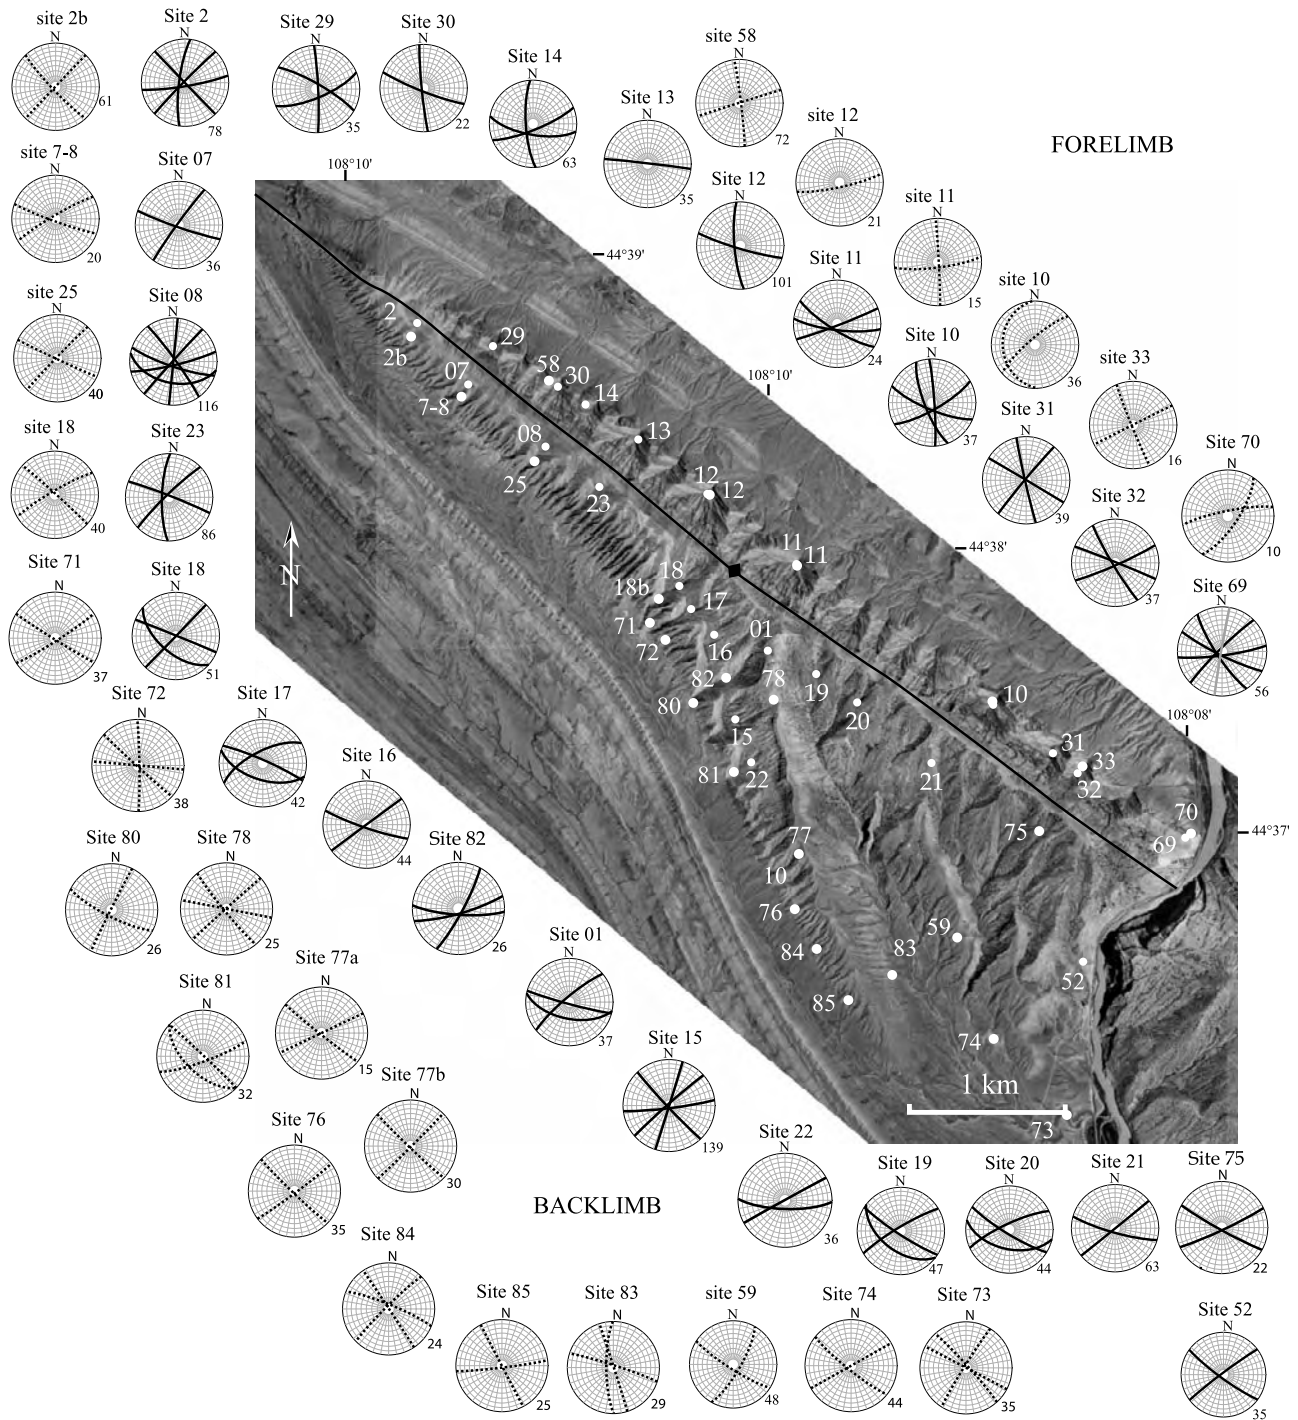 site 2b
N
61
Site 2
N
78
Site 29
N
35
Site 30
N
22
Site 14
N
63
Site 13
N
35
site 58
N
72
site 12
N
21
FORELIMB
site 7-8
N
20
Site 07
N
36
108°10'
Site 12
N
101
site 11
N
15
44°39'
Site 11
N
24
site 10
N
36
site 25
N
40
Site 08
N
116
Site 10
N
37
site 33
N
16
108°10'
Site 31
N
39
Site 70
N
10
site 18
N
40
Site 23
N
86
Site 32
N
37
44°38'
Site 71
N
37
Site 18
N
51
Site 69
N
56
108°08'
44°37'
2
2b
29
07
7-8
58
30
14
08
25
13
23
12
12
11
11
N
18
18b
17
71
72
16
01
82
78
19
80
20
10
15
31
33
32
81
22
21
75
70
69
77
10
76
84
83
59
52
85
74
1 km
73
Site 72
N
38
Site 17
N
42
Site 16
N
44
Site 80
N
26
Site 78
N
25
Site 82
N
26
Site 01
N
37
Site 81
N
32
Site 77a
N
15
Site 77b
N
30
Site 15
N
139
Site 76
N
35
BACKLIMB
Site 22
N
36
Site 19
N
47
Site 20
N
44
Site 21
N
63
Site 75
N
22
Site 84
N
24
Site 85
N
25
Site 83
N
29
site 59
N
48
Site 74
N
44
Site 73
N
35
Site 52
N
35